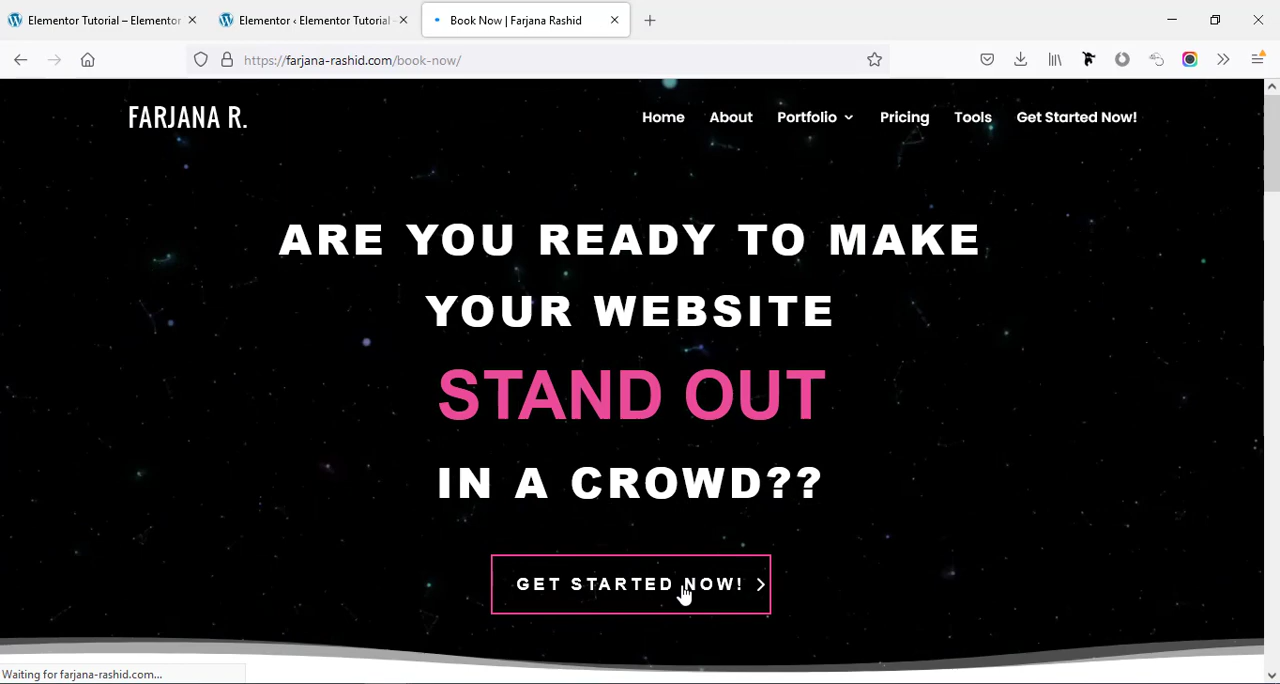 Elementor Tutorial – Elementor
Elementor ‹ Elementor Tutorial
Book Now | Farjana Rashid
https://farjana-rashid.com/book-now/
FARJANA R.
Home
About
Portfolio
Pricing
Tools
Get Started Now!
ARE YOU READY TO MAKE
YOUR WEBSITE
STAND OUT
IN A CROWD??
GET STARTED NOW!
Waiting for farjana-rashid.com...